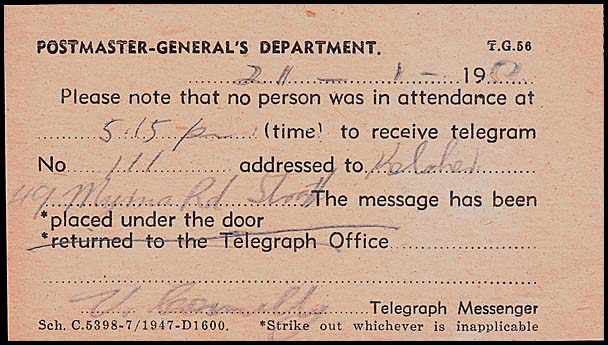 POSTMASTER-GENERAL'S DEPARTMENT. T.G.56
19
Please note that no person was in attendance at
5.15 pm (time) to receive telegram
No 111 addressed to
49 Rd The message has been
*placed under the door
*returned to the Telegraph Office
Telegraph Messenger
Sch. C.5398-7/1947-D1600. *Strike out whichever is inapplicable